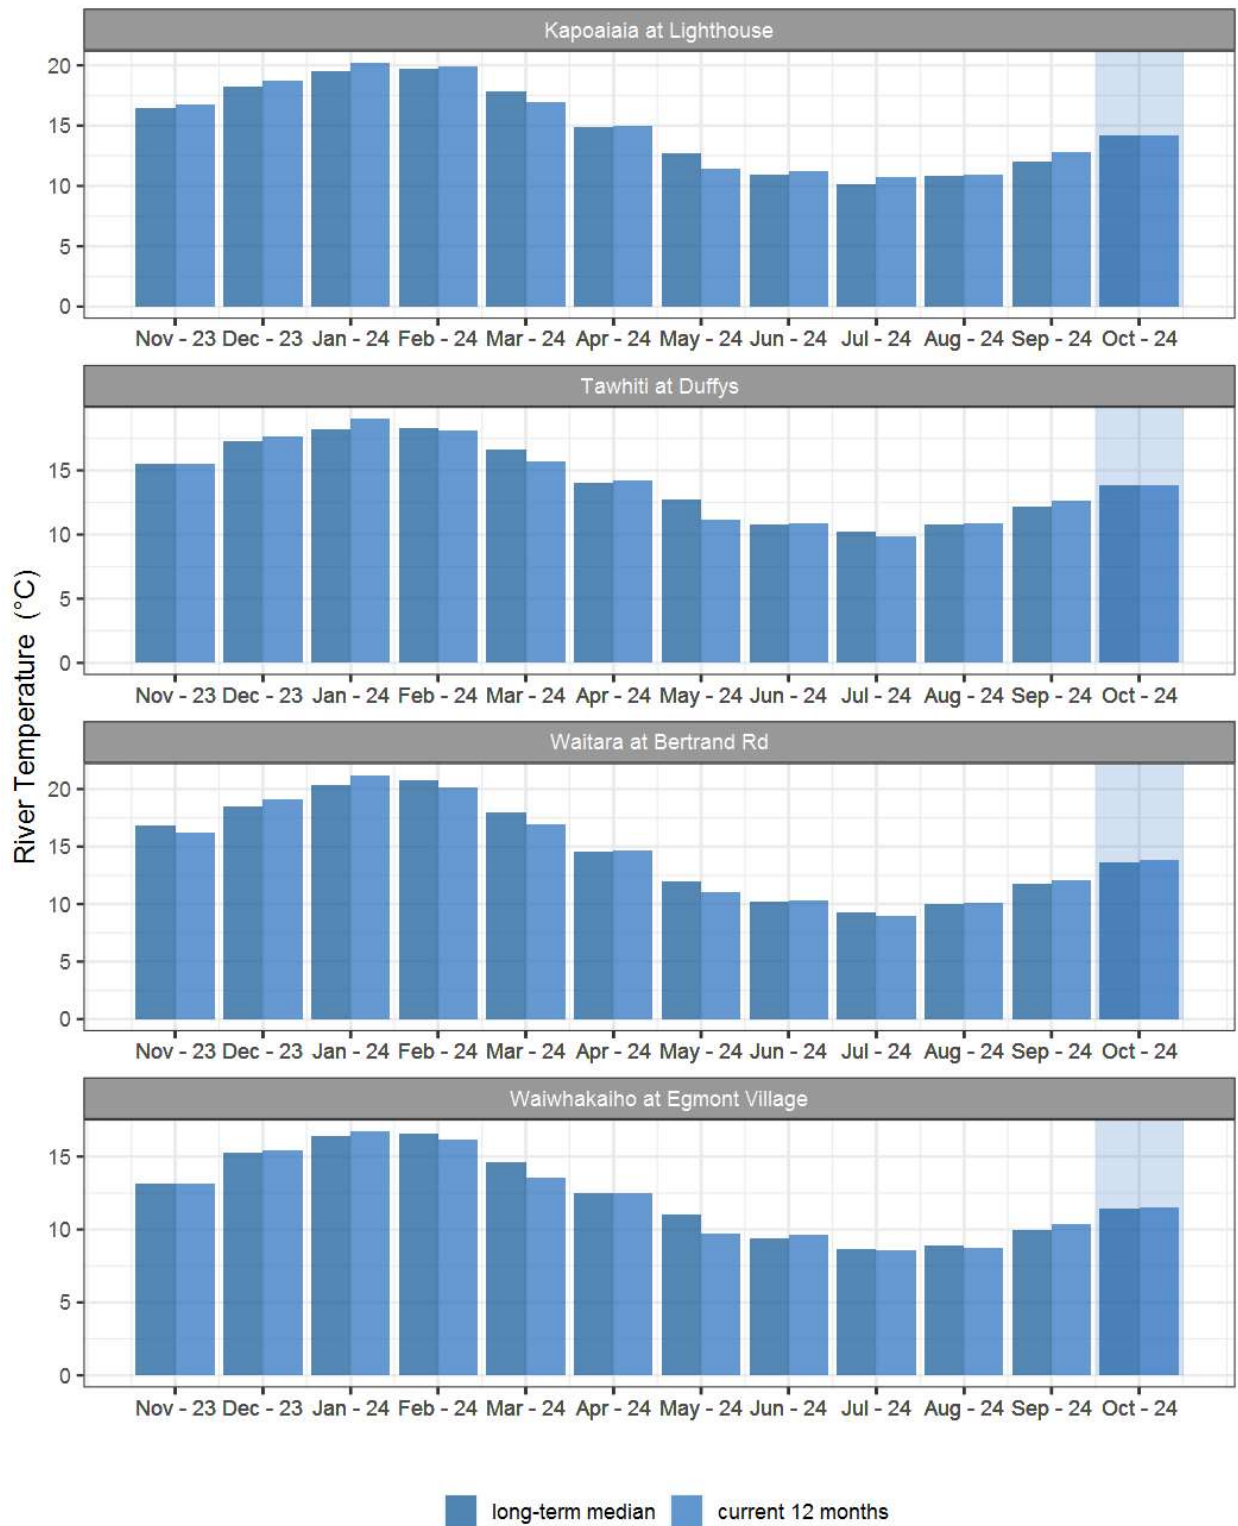 Kapoaiaia at Lighthouse
20
15
10
5
0
Nov - 23 Dec - 23 Jan - 24 Feb - 24 Mar - 24 Apr - 24 May - 24 Jun - 24 Jul - 24 Aug - 24 Sep - 24 Oct - 24
Tawhiti at Duffys
15
10
5
0
Nov - 23 Dec - 23 Jan - 24 Feb - 24 Mar - 24 Apr - 24 May - 24 Jun - 24 Jul - 24 Aug - 24 Sep - 24 Oct - 24
River Temperature (°C)
Waitara at Bertrand Rd
20
15
10
5
0
Nov - 23 Dec - 23 Jan - 24 Feb - 24 Mar - 24 Apr - 24 May - 24 Jun - 24 Jul - 24 Aug - 24 Sep - 24 Oct - 24
Waiwhakaiho at Egmont Village
15
10
5
0
Nov - 23 Dec - 23 Jan - 24 Feb - 24 Mar - 24 Apr - 24 May - 24 Jun - 24 Jul - 24 Aug - 24 Sep - 24 Oct - 24
long-term median current 12 months